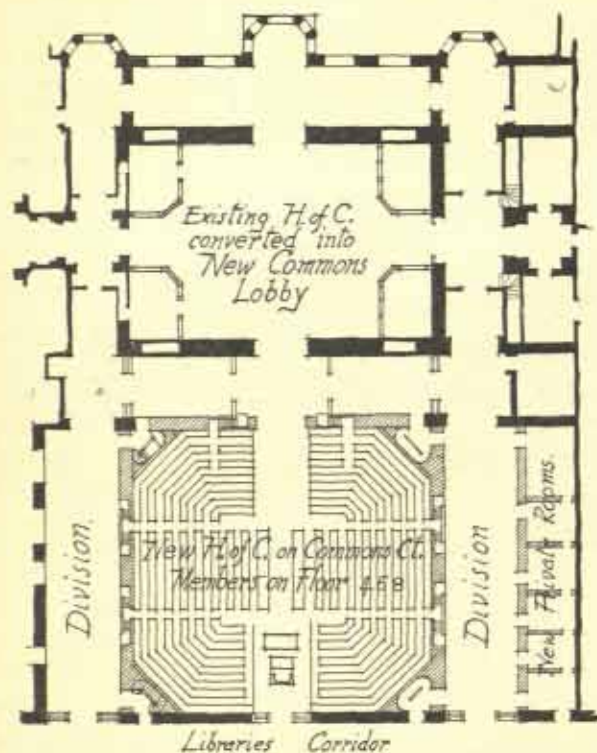 Existing H. of C.
converted into
New Commons
Lobby
New H. of C. on Commons Ct.
Members on Floor 468
Division
Division
New Private Rooms.
Libraries Corridor